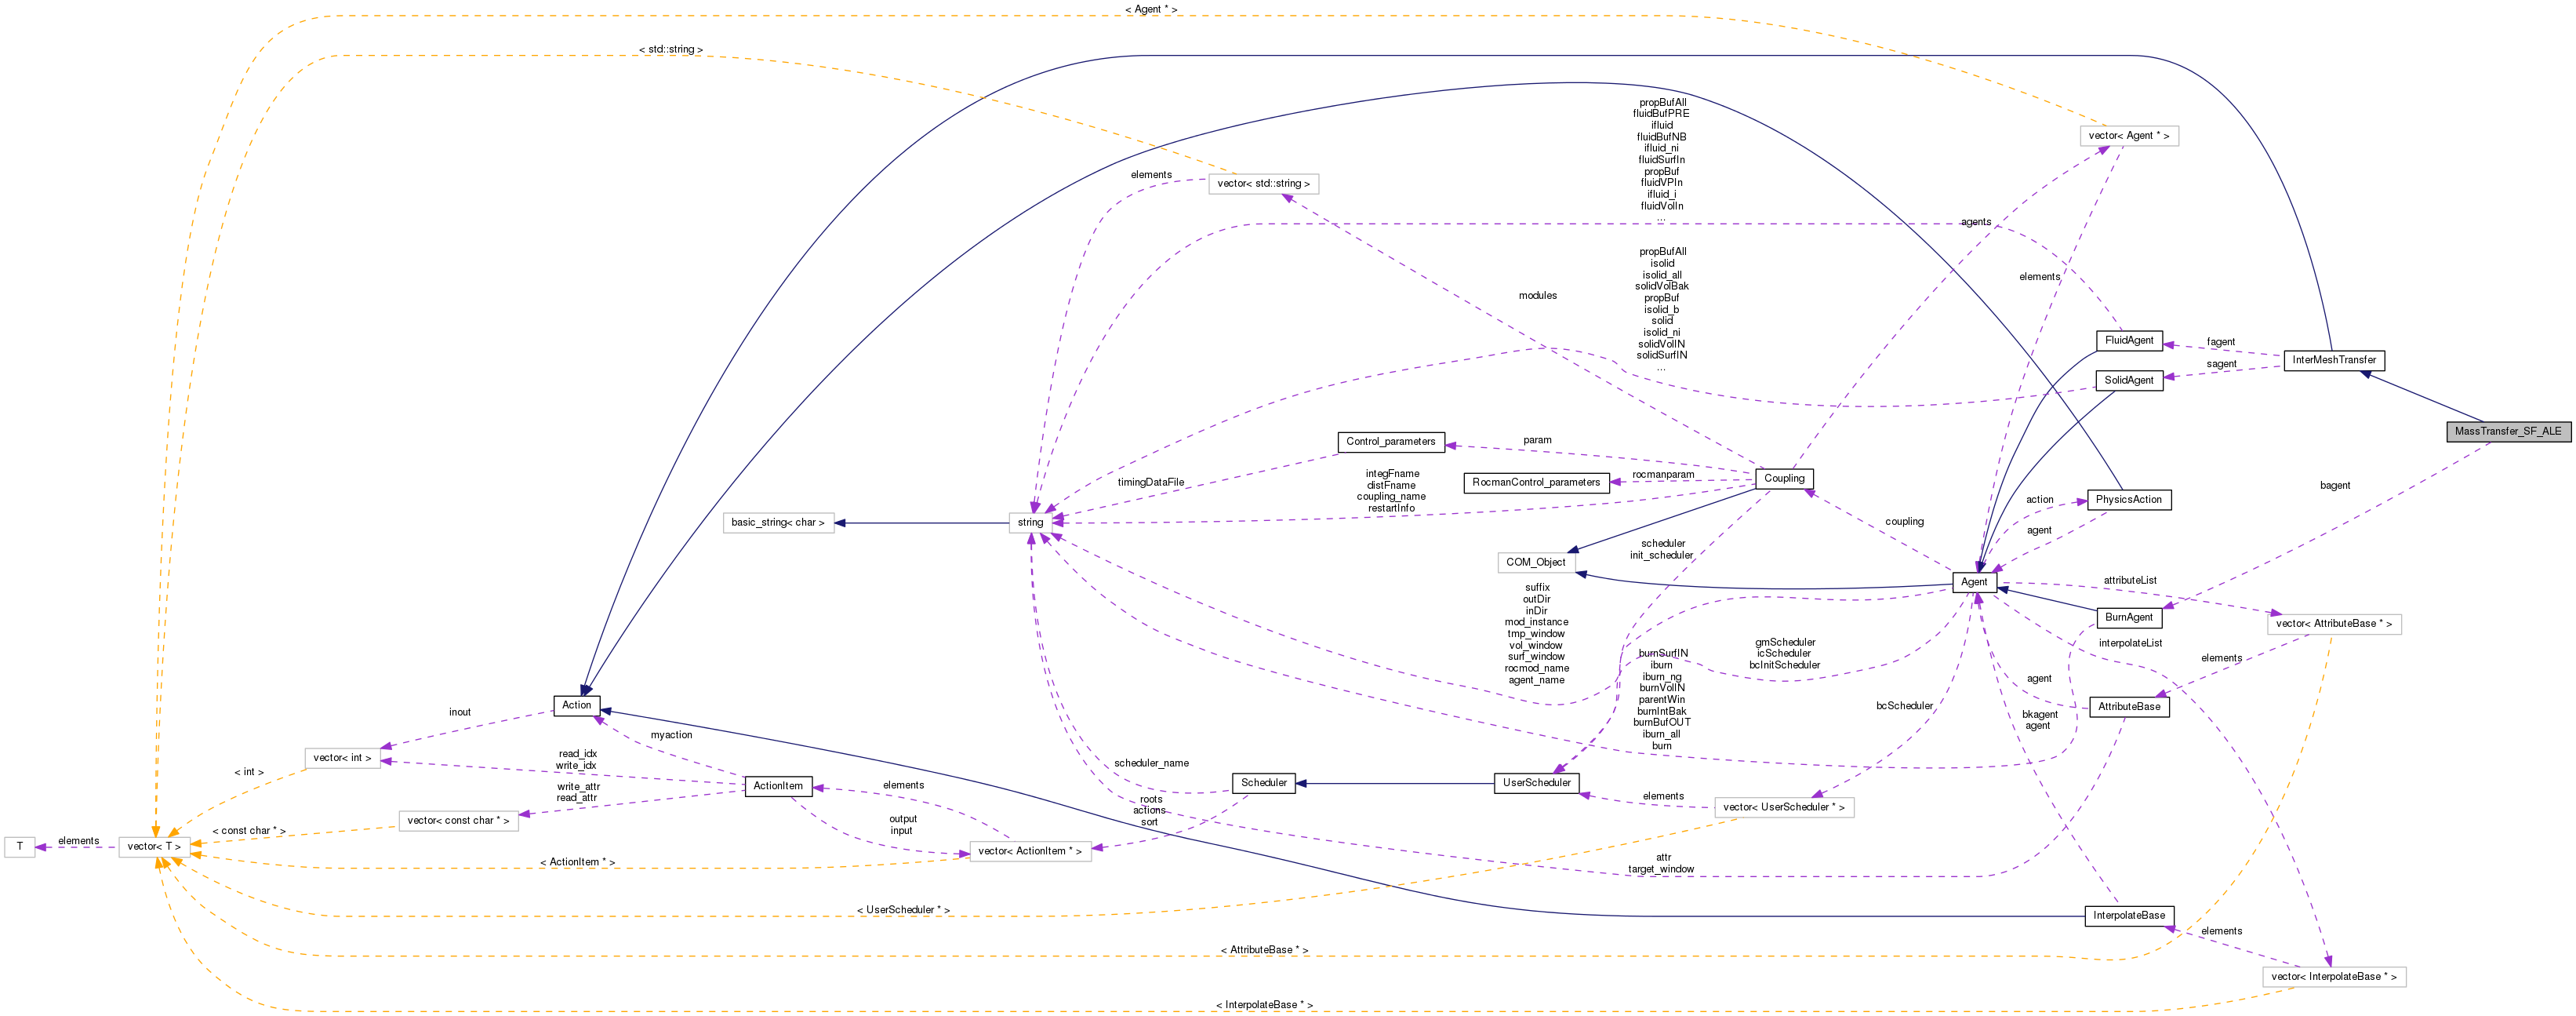 < Agent * >
< std::string >
propBufAll
fluidBufPRE
ifluid
fluidBufNB
ifluid_ni
fluidSurfIn
propBuf
fluidVPIn
ifluid_i
fluidVolIn
...
vector< Agent * >
elements
vector< std::string >
agents
elements
modules
propBufAll
isolid
isolid_all
solidVolBak
propBuf
isolid_b
solid
isolid_ni
solidVolIN
solidSurfIN
...
FluidAgent
fagent
InterMeshTransfer
sagent
SolidAgent
MassTransfer_SF_ALE
Control_parameters
param
timingDataFile
integFname
distFname
coupling_name
restartInfo
RocmanControl_parameters
rocmanparam
Coupling
bagent
action
PhysicsAction
agent
basic_string< char >
string
coupling
scheduler
init_scheduler
COM_Object
Agent
attributeList
suffix
outDir
inDir
mod_instance
tmp_window
vol_window
surf_window
rocmod_name
agent_name
gmScheduler
icScheduler
bcInitScheduler
BurnAgent
vector< AttributeBase * >
interpolateList
elements
burnSurfIN
iburn
iburn_ng
burnVolIN
parentWin
burnIntBak
burnBufOUT
iburn_all
burn
agent
AttributeBase
bkagent
agent
bcScheduler
Action
inout
myaction
vector< int >
read_idx
write_idx
scheduler_name
< int >
ActionItem
write_attr
read_attr
elements
Scheduler
UserScheduler
elements
vector< UserScheduler * >
roots
actions
sort
vector< const char * >
< const char * >
output
input
T
elements
vector< T >
vector< ActionItem * >
< ActionItem * >
attr
target_window
< UserScheduler * >
InterpolateBase
elements
< AttributeBase * >
vector< InterpolateBase * >
< InterpolateBase * >